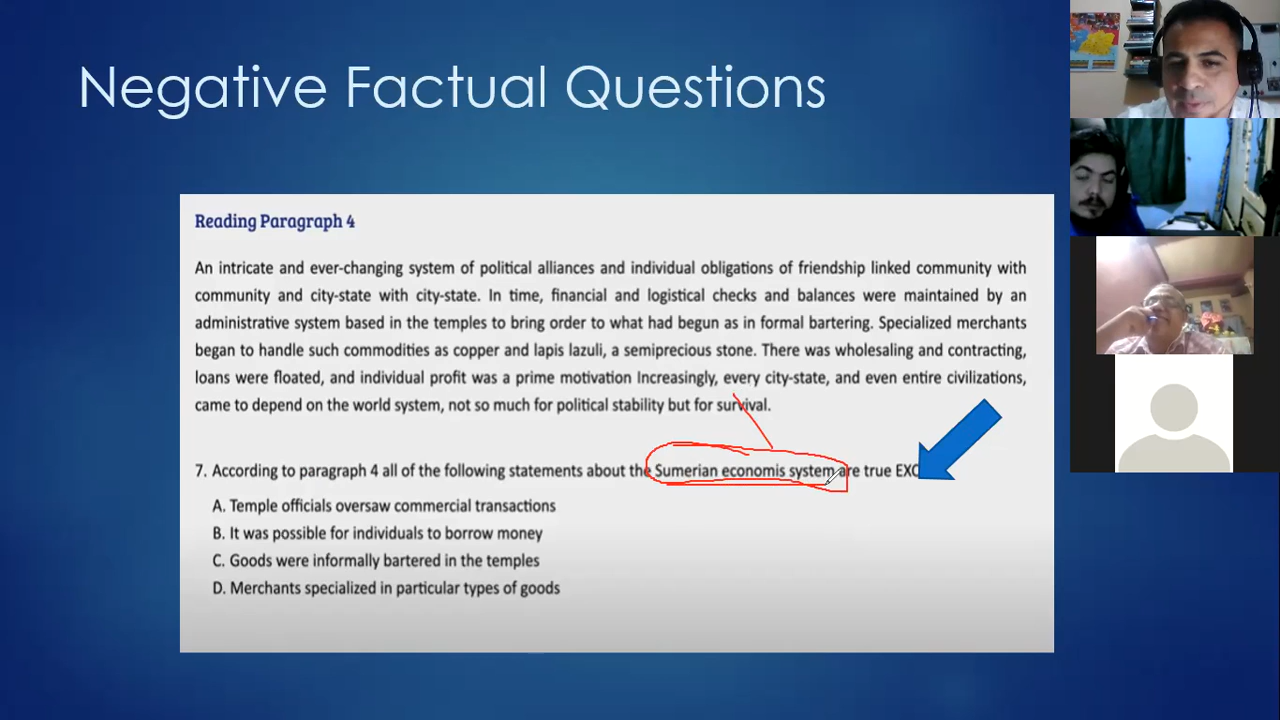 Negative Factual Questions
Reading Paragraph 4
An intricate and ever-changing system of political alliances and individual obligations of friendship linked community with
community and city-state with city-state. In time, financial and logistical checks and balances were maintained by an
administrative system based in the temples to bring order to what had begun as in formal bartering. Specialized merchants
began to handle such commodities as copper and lapis lazuli, a semiprecious stone. There was wholesaling and contracting,
loans were floated, and individual profit was a prime motivation Increasingly, every city-state, and even entire civilizations,
came to depend on the world system, not so much for political stability but for survival.
7. According to paragraph 4 all of the following statements about the Sumerian economis system are true EXC
A. Temple officials oversaw commercial transactions
B. It was possible for individuals to borrow money
C. Goods were informally bartered in the temples
D. Merchants specialized in particular types of goods